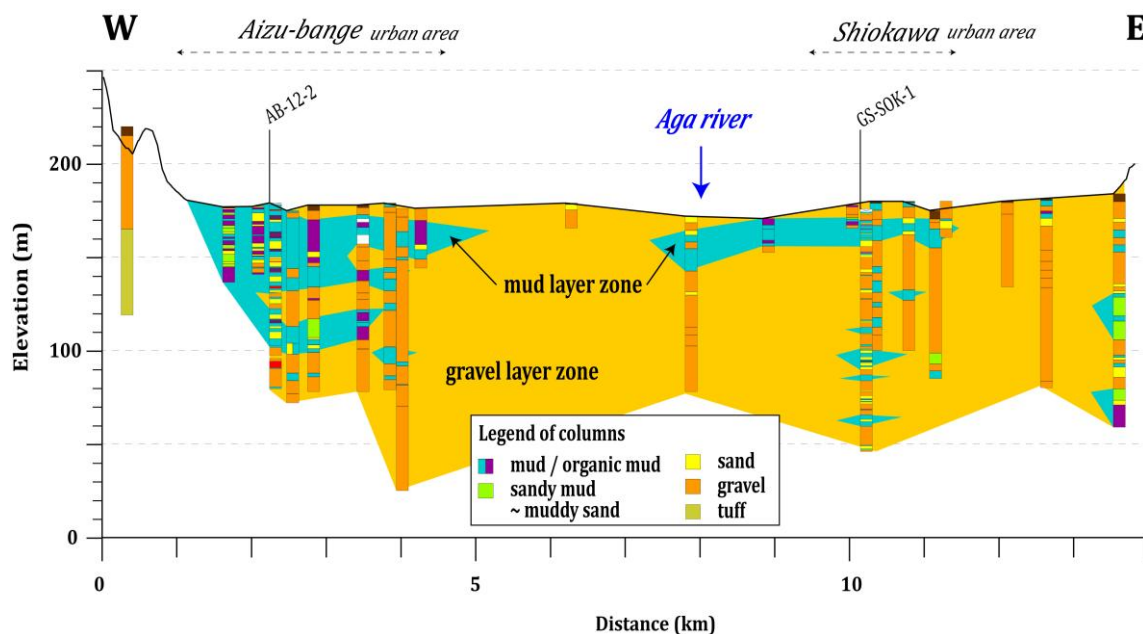 W
E
Aizu-bange urban area
Shiokawa urban area
AB-12-2
GS-SOK-1
Aga river
Elevation (m)
200
100
0
mud layer zone
gravel layer zone
Legend of columns
mud / organic mud
sandy mud
~ muddy sand
sand
gravel
tuff
0
5
10
Distance (km)